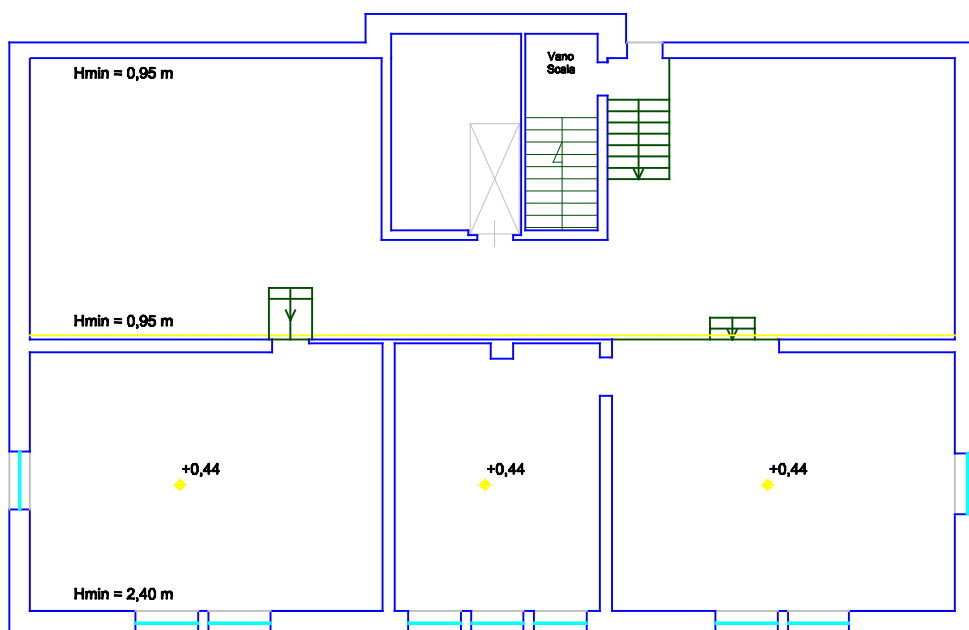 Vano
Scala
Hmin = 0,95 m
Hmin = 0,95 m
+0,44
+0,44
+0,44
Hmin = 2,40 m